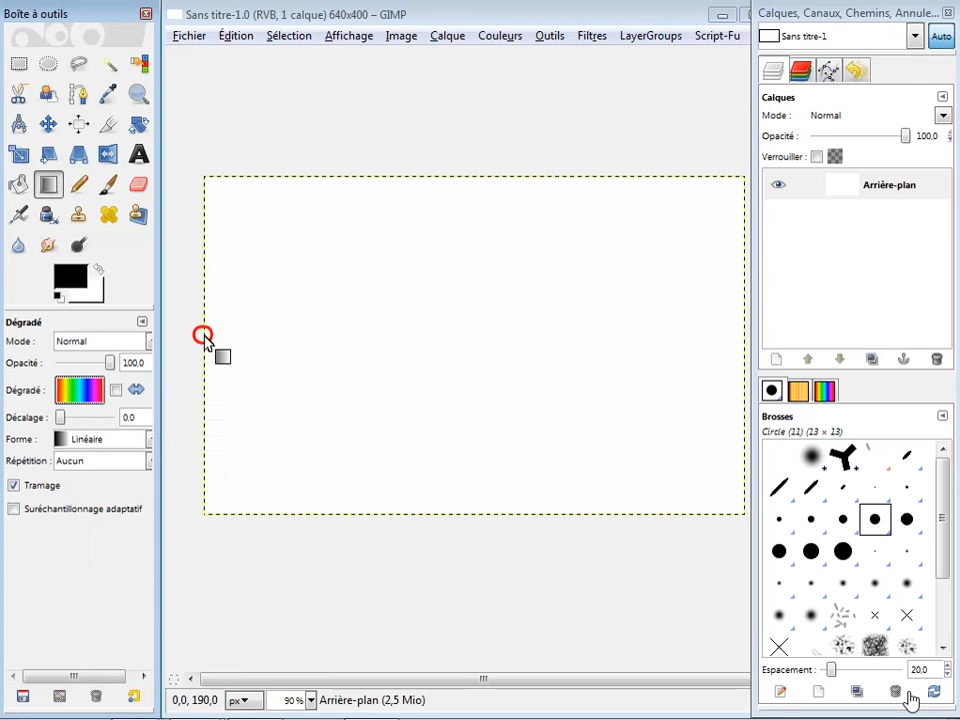 Boîte à outils
Sans titre-1.0 (RVB, 1 calque) 640x400 – GIMP
Calques, Canaux, Chemins, Annule...
Fichier Édition Sélection Affichage Image Calque Couleurs Outils Filtres LayerGroups Script-Fu
Sans titre-1
Auto
Calques
Mode : Normal
Opacité : 100,0
Verrouiller :
Arrière-plan
Dégradé
Mode : Normal
Opacité : 100,0
Dégradé :
Décalage : 0,0
Forme : Linéaire
Répétition : Aucun
Tramage
Suréchantillonnage adaptatif
Brosses
Circle (11) (13 × 13)
Espacement : 20,0
0,0, 190,0 px 90 % Arrière-plan (2,5 Mio)